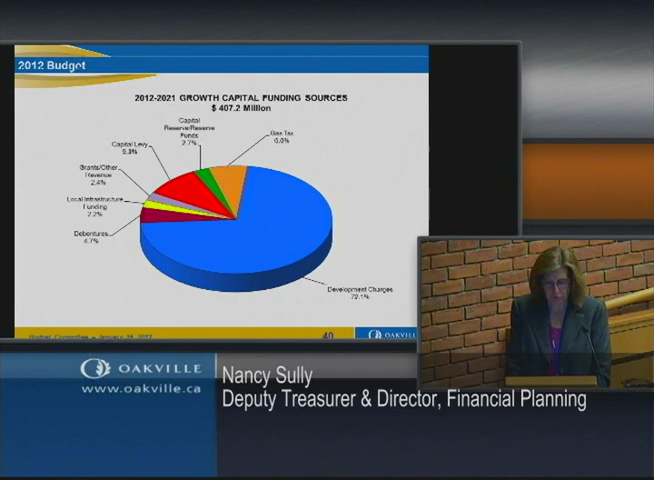 2012 Budget
2012-2021 GROWTH CAPITAL FUNDING SOURCES
$ 407.2 Million
Capital
Reserve/Reserve
Funds
2.7%
Gas Tax
Capital Levy
9.3%
Grants/Other
Revenue
2.4%
Local Infrastructure
Funding
2.2%
Debentures
4.7%
Development Charges
72.1%
40
OAKVILLE
OAKVILLE
www.oakville.ca
Nancy Sully
Deputy Treasurer & Director, Financial Planning